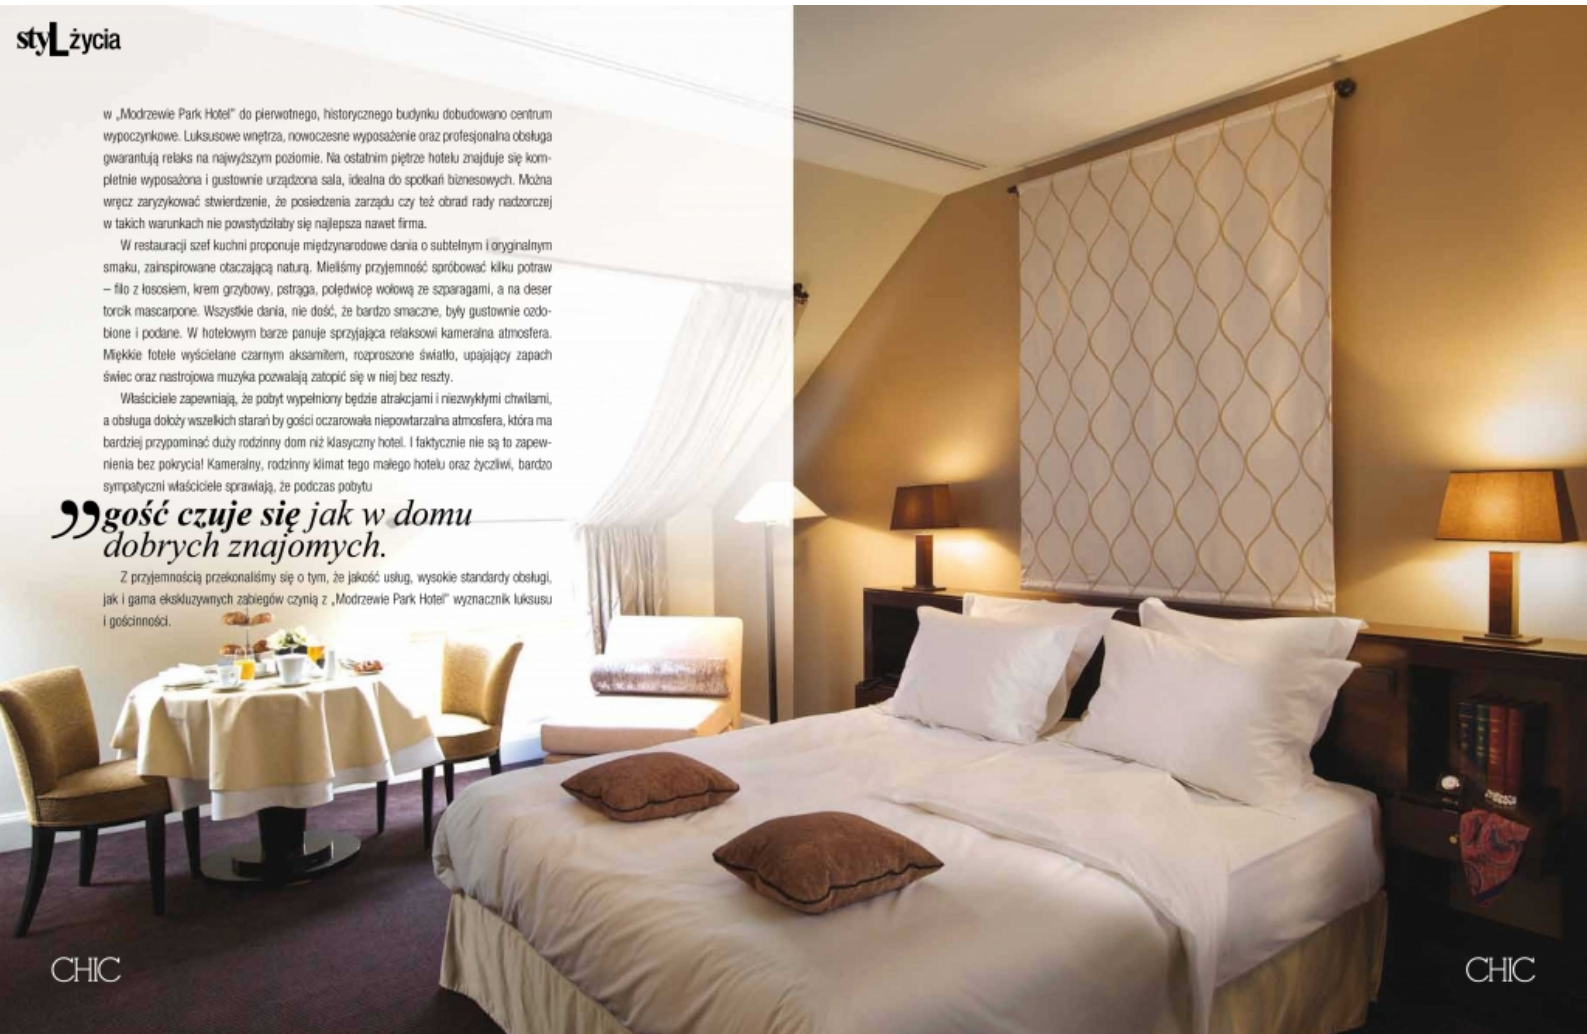 styL życia
w „Modrzewie Park Hotel” do pierwotnego, historycznego budynku dobudowano centrum
wypoczynkowe. Luksusowe wnętrza, nowoczesne wyposażenie oraz profesjonalna obsługa
gwarantują relaks na najwyższym poziomie. Na ostatnim piętrze hotelu znajduje się kom-
pletnie wyposażona i gustownie urządzona sala, idealna do spotkań biznesowych. Można
wręcz zaryzykować stwierdzenie, że posiedzenia zarządu czy też obrad rady nadzorczej
w takich warunkach nie powstydziłaby się najlepsza nawet firma.
W restauracji szef kuchni proponuje międzynarodowe dania o subtelnym i oryginalnym
smaku, zainspirowane otaczającą naturą. Mieliśmy przyjemność spróbować kilku potraw
– filo z łososiem, krem grzybowy, pstrąga, polędwicę wołową ze szparagami, a na deser
torcik mascarpone. Wszystkie dania, nie dość, że bardzo smaczne, były gustownie ozdo-
bione i podane. W hotelowym barze panuje sprzyjająca relaksowi kameralna atmosfera.
Miękkie fotele wyścielane czarnym aksamitem, rozproszone światło, upajający zapach
świec oraz nastrojowa muzyka pozwalają zatopić się w niej bez reszty.
Właściciele zapewniają, że pobyt wypełniony będzie atrakcjami i niezwykłymi chwilami,
a obsługa dołoży wszelkich starań by gości oczarowała niepowtarzalna atmosfera, która ma
bardziej przypominać duży rodzinny dom niż klasyczny hotel. I faktycznie nie są to zapew-
nienia bez pokrycia! Kameralny, rodzinny klimat tego małego hotelu oraz życzliwi, bardzo
sympatyczni właściciele sprawiają, że podczas pobytu
”gość czuje się jak w domu
dobrych znajomych.
Z przyjemnością przekonaliśmy się o tym, że jakość usług, wysokie standardy obsługi,
jak i gama ekskluzywnych zabiegów czynią z „Modrzewie Park Hotel” wyznacznik luksusu
i gościnności.
CHIC
CHIC